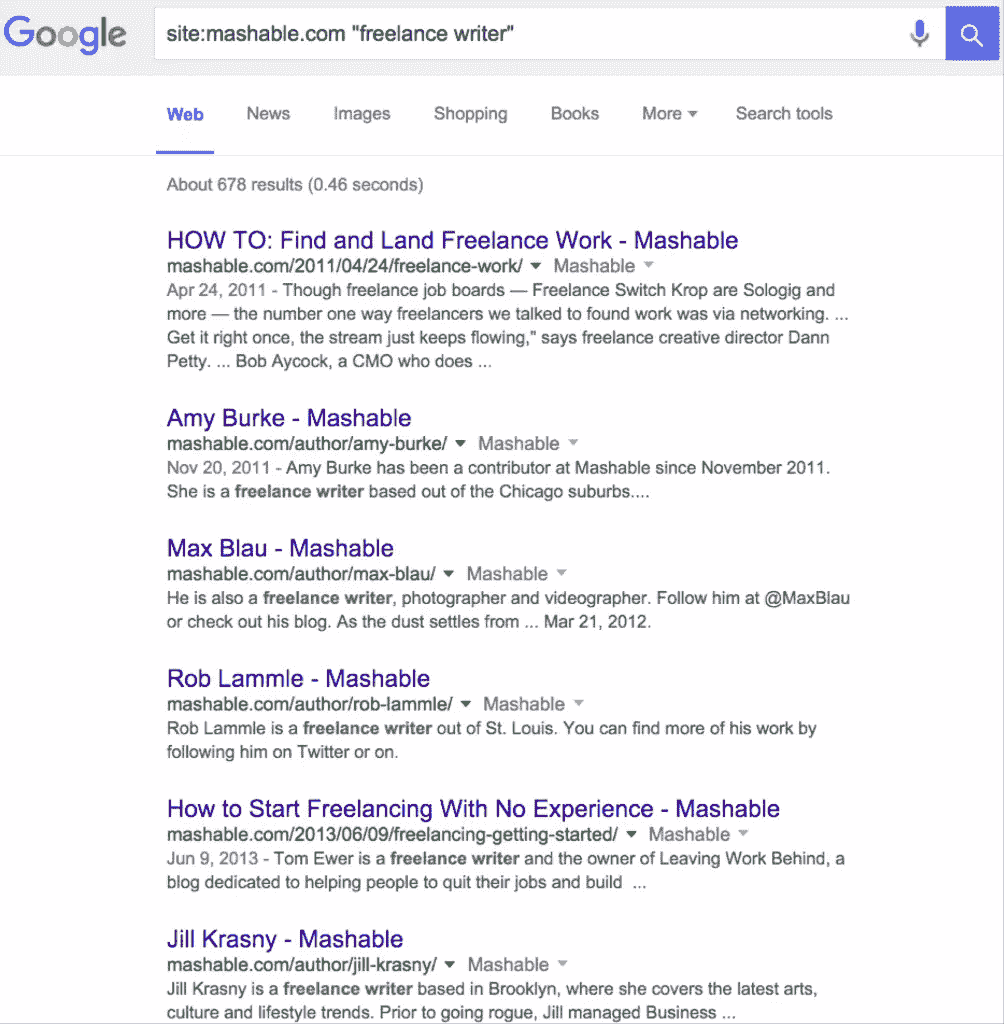 Google
site:mashable.com "freelance writer"
Web News Images Shopping Books More Search tools
About 678 results (0.46 seconds)
HOW TO: Find and Land Freelance Work - Mashable
mashable.com/2011/04/24/freelance-work/ Mashable
Apr 24, 2011 - Though freelance job boards — Freelance Switch Krop are Sologig and
more — the number one way freelancers we talked to found work was via networking. ...
Get it right once, the stream just keeps flowing," says freelance creative director Dann
Petty. ... Bob Aycock, a CMO who does ...
Amy Burke - Mashable
mashable.com/author/amy-burke/ Mashable
Nov 20, 2011 - Amy Burke has been a contributor at Mashable since November 2011.
She is a freelance writer based out of the Chicago suburbs....
Max Blau - Mashable
mashable.com/author/max-blau/ Mashable
He is also a freelance writer, photographer and videographer. Follow him at @MaxBlau
or check out his blog. As the dust settles from ... Mar 21, 2012.
Rob Lammle - Mashable
mashable.com/author/rob-lammle/ Mashable
Rob Lammle is a freelance writer out of St. Louis. You can find more of his work by
following him on Twitter or on.
How to Start Freelancing With No Experience - Mashable
mashable.com/2013/06/09/freelancing-getting-started/ Mashable
Jun 9, 2013 - Tom Ewer is a freelance writer and the owner of Leaving Work Behind, a
blog dedicated to helping people to quit their jobs and build ...
Jill Krasny - Mashable
mashable.com/author/jill-krasny/ Mashable
Jill Krasny is a freelance writer based in Brooklyn, where she covers the latest arts,
culture and lifestyle trends. Prior to going rogue, Jill managed Business ...